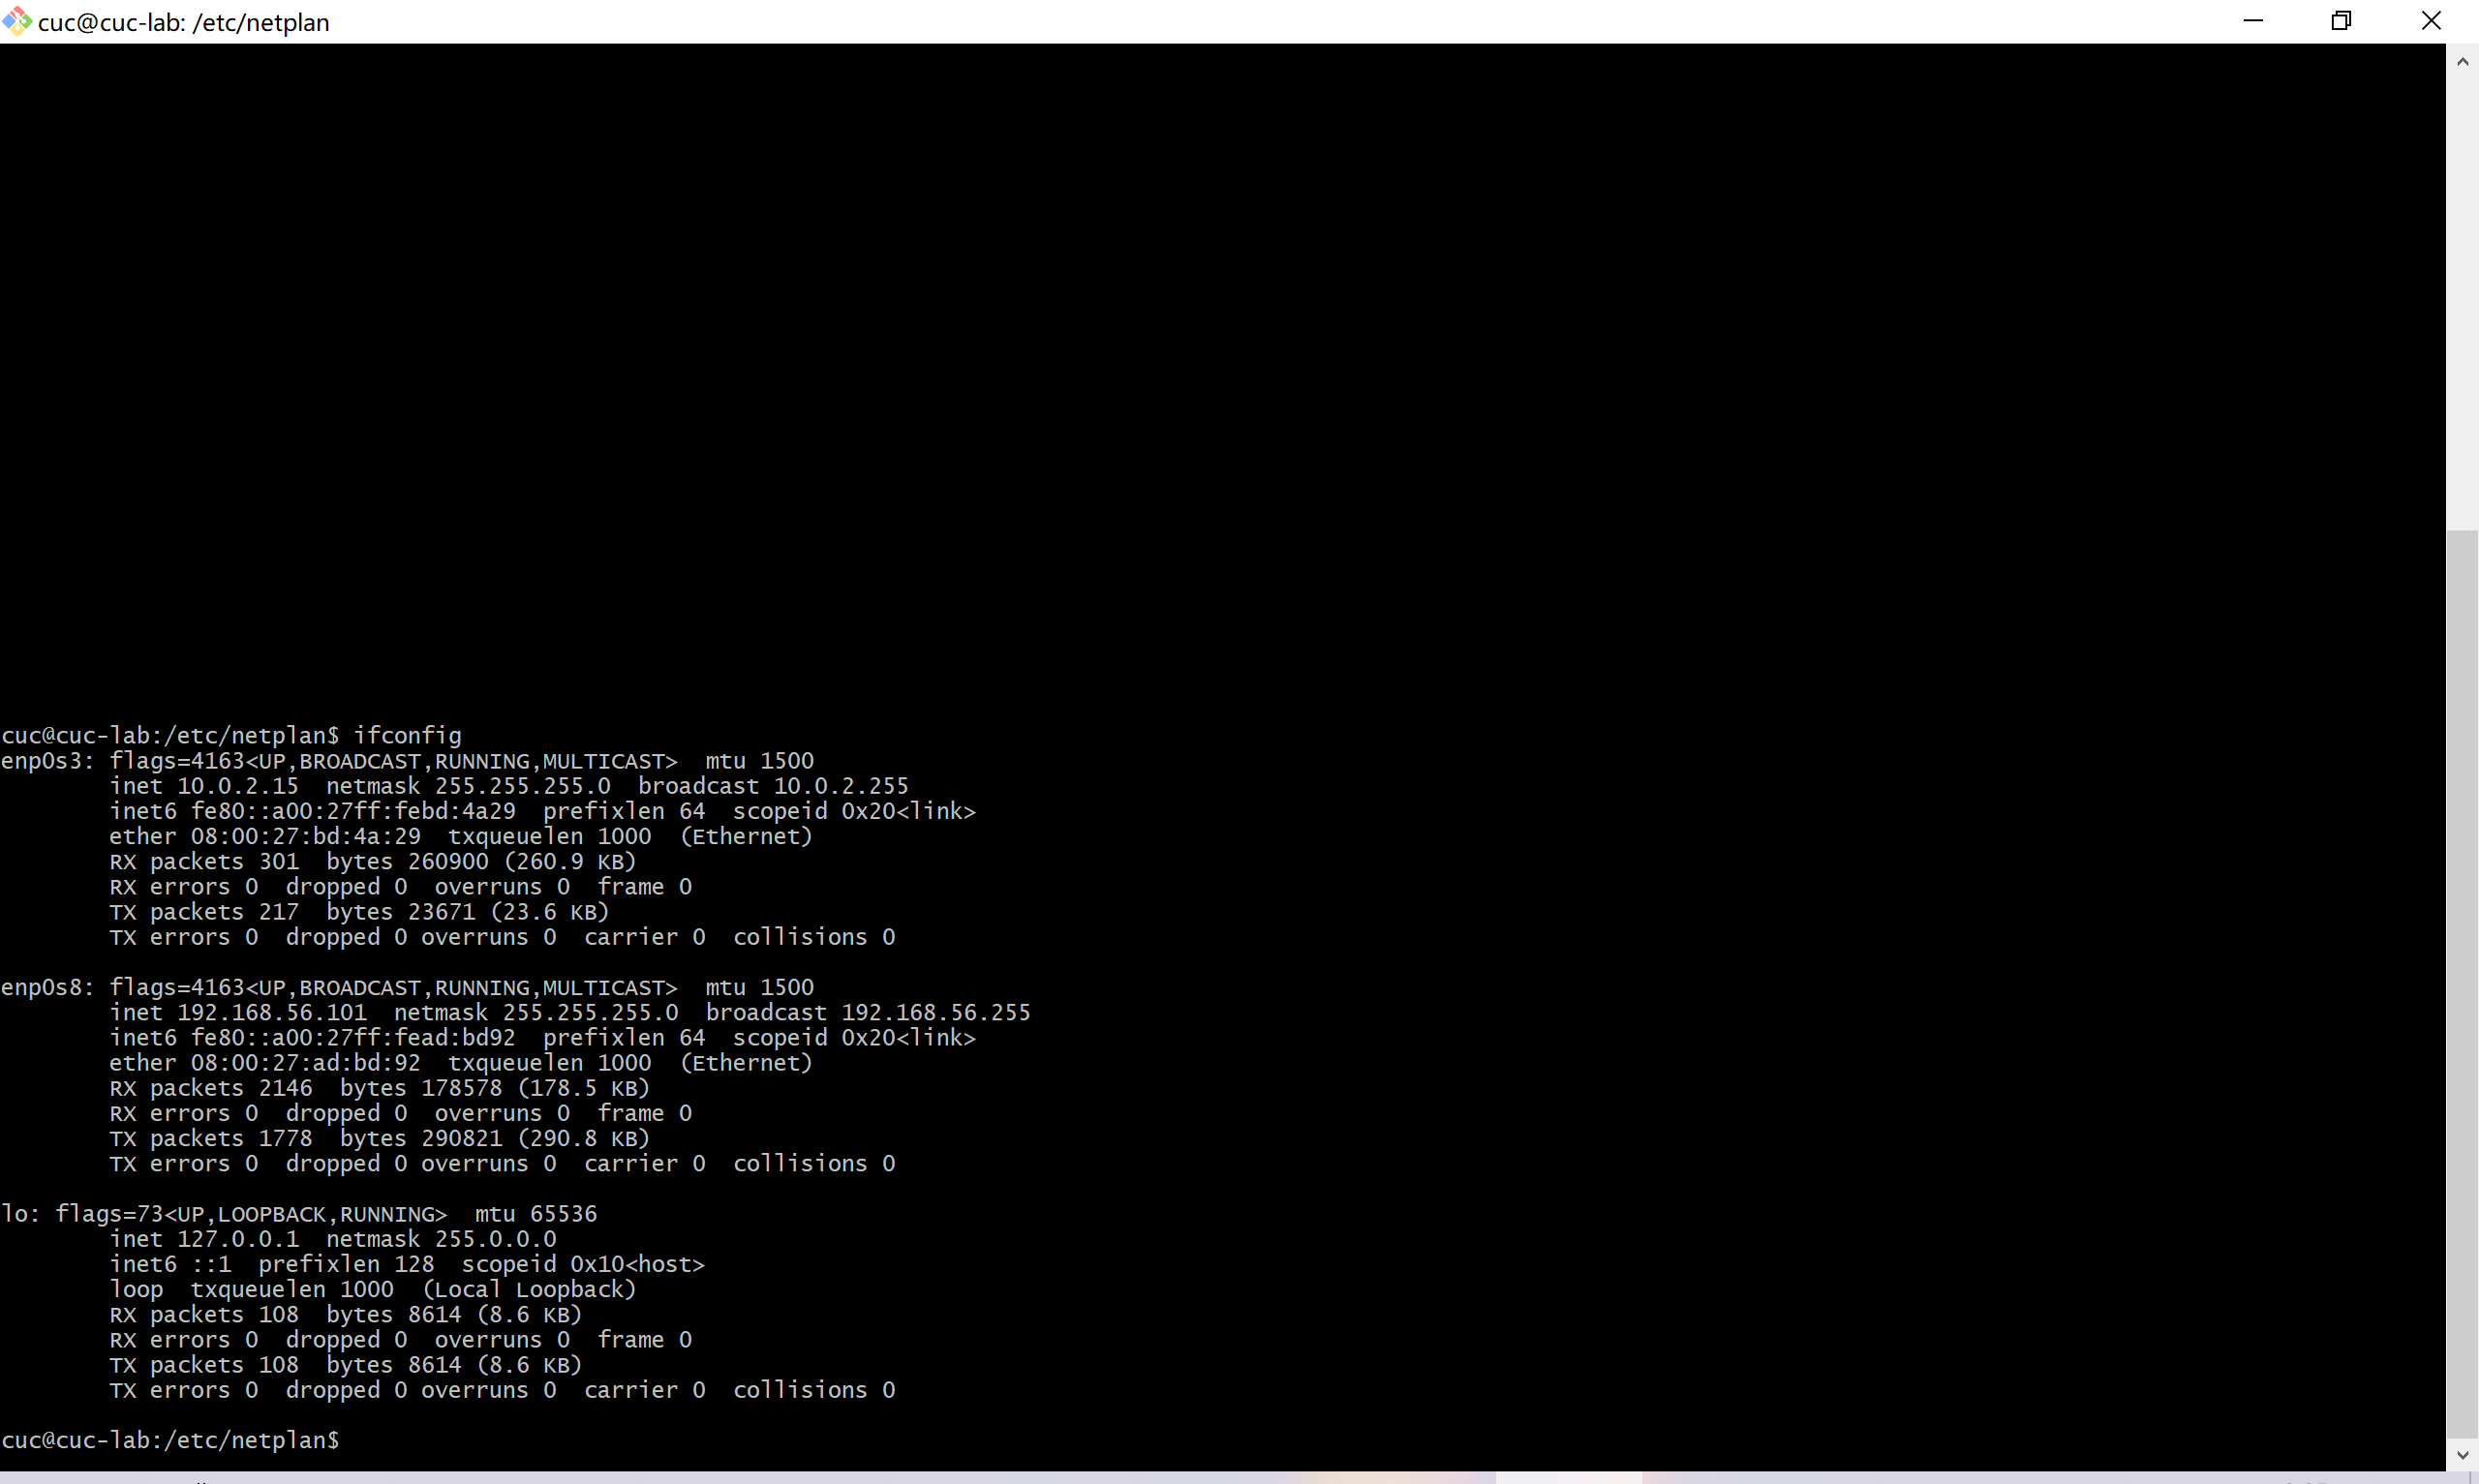 cuc@cuc-lab: /etc/netplan
cuc@cuc-lab:/etc/netplan$ ifconfig
enp0s3: flags=4163<UP,BROADCAST,RUNNING,MULTICAST>  mtu 1500
        inet 10.0.2.15  netmask 255.255.255.0  broadcast 10.0.2.255
        inet6 fe80::a00:27ff:febd:4a29  prefixlen 64  scopeid 0x20<link>
        ether 08:00:27:bd:4a:29  txqueuelen 1000  (Ethernet)
        RX packets 301  bytes 260900 (260.9 KB)
        RX errors 0  dropped 0  overruns 0  frame 0
        TX packets 217  bytes 23671 (23.6 KB)
        TX errors 0  dropped 0 overruns 0  carrier 0  collisions 0
enp0s8: flags=4163<UP,BROADCAST,RUNNING,MULTICAST>  mtu 1500
        inet 192.168.56.101  netmask 255.255.255.0  broadcast 192.168.56.255
        inet6 fe80::a00:27ff:fead:bd92  prefixlen 64  scopeid 0x20<link>
        ether 08:00:27:ad:bd:92  txqueuelen 1000  (Ethernet)
        RX packets 2146  bytes 178578 (178.5 KB)
        RX errors 0  dropped 0  overruns 0  frame 0
        TX packets 1778  bytes 290821 (290.8 KB)
        TX errors 0  dropped 0 overruns 0  carrier 0  collisions 0
lo: flags=73<UP,LOOPBACK,RUNNING>  mtu 65536
        inet 127.0.0.1  netmask 255.0.0.0
        inet6 ::1  prefixlen 128  scopeid 0x10<host>
        loop  txqueuelen 1000  (Local Loopback)
        RX packets 108  bytes 8614 (8.6 KB)
        RX errors 0  dropped 0  overruns 0  frame 0
        TX packets 108  bytes 8614 (8.6 KB)
        TX errors 0  dropped 0 overruns 0  carrier 0  collisions 0
cuc@cuc-lab:/etc/netplan$